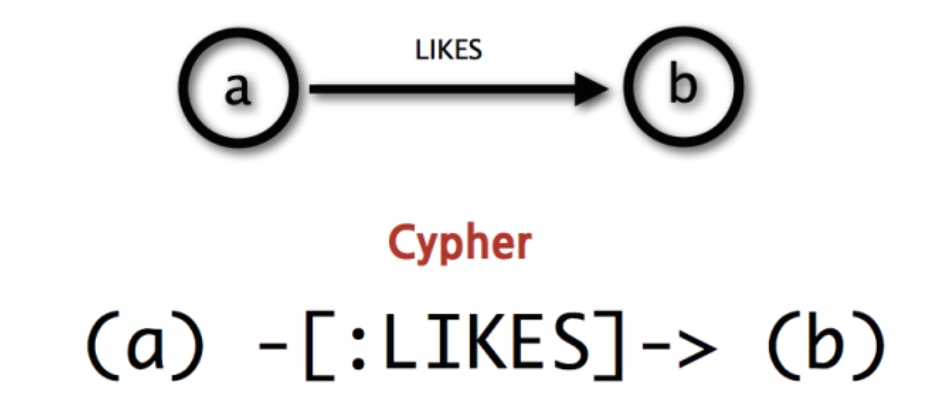 LIKES
a b
Cypher
(a) -[:LIKES]-> (b)